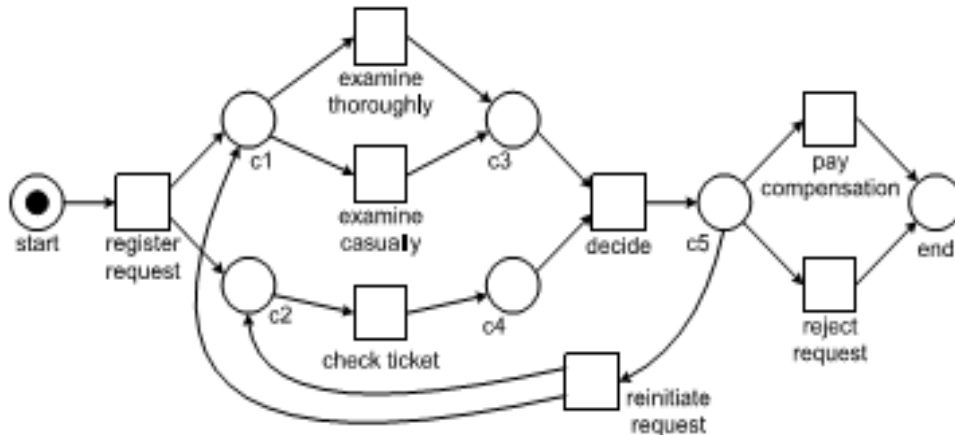 examine
thoroughly
c1
c3
pay
compensation
start
register
request
examine
casually
decide
c5
end
c2
c4
check ticket
reject
request
reinitiate
request